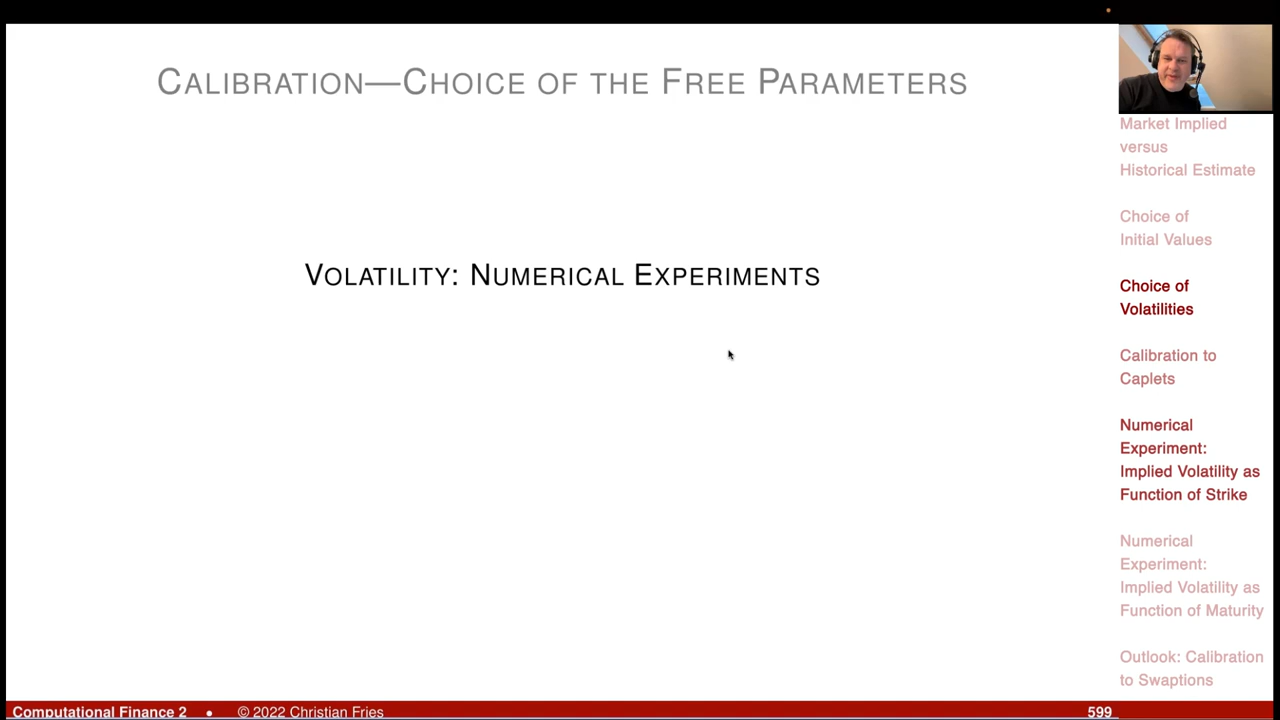 CALIBRATION—CHOICE OF THE FREE PARAMETERS
VOLATILITY: NUMERICAL EXPERIMENTS
Market Implied
versus
Historical Estimate
Choice of
Initial Values
Choice of
Volatilities
Calibration to
Caplets
Numerical
Experiment:
Implied Volatility as
Function of Strike
Numerical
Experiment:
Implied Volatility as
Function of Maturity
Outlook: Calibration
to Swaptions
Computational Finance 2 • © 2022 Christian Fries 599